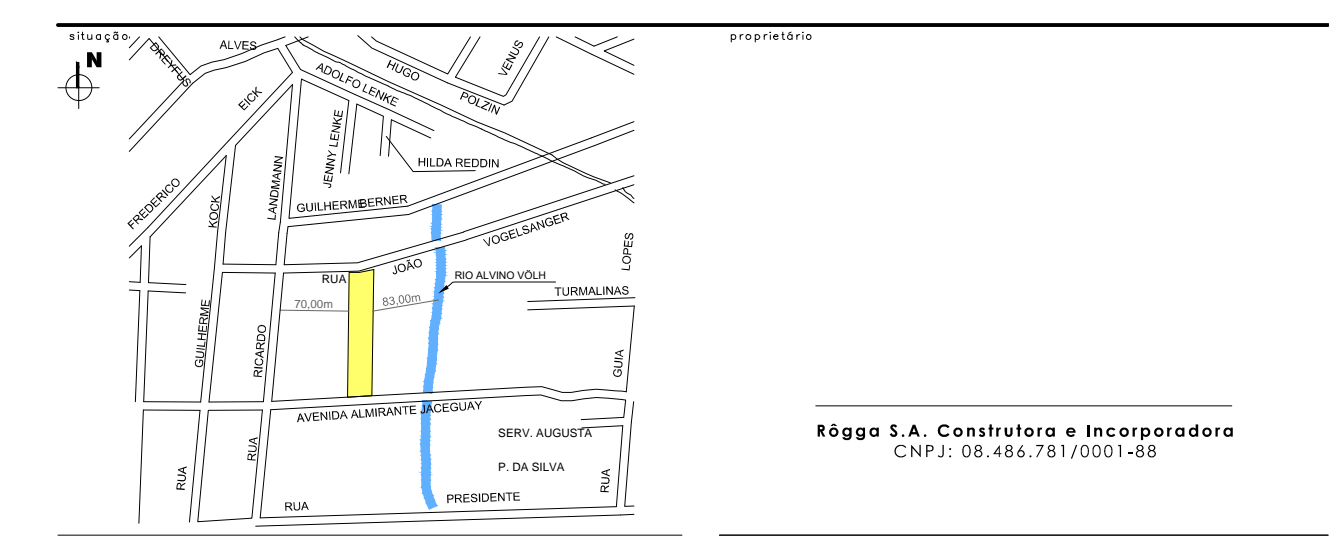 situação
proprietário
N
ALVES
DREYFUS
HUGO
VENUS
ADOLFO LENKE
POLZIN
EICK
JENNY LENKE
HILDA REDDIN
LANDMANN
FREDERICO
KOCK
GUILHERME BERNER
VOGELSANGER
JOÃO
RUA
LOPES
RIO ALVINO VÖLH
TURMALINAS
70,00m
83,00m
GUILHERME
RICARDO
GUIA
AVENIDA ALMIRANTE JACEGUAY
SERV. AUGUSTA
P. DA SILVA
RUA
RUA
RUA
PRESIDENTE
RUA
Rôgga S.A. Construtora e Incorporadora
CNPJ: 08.486.781/0001-88